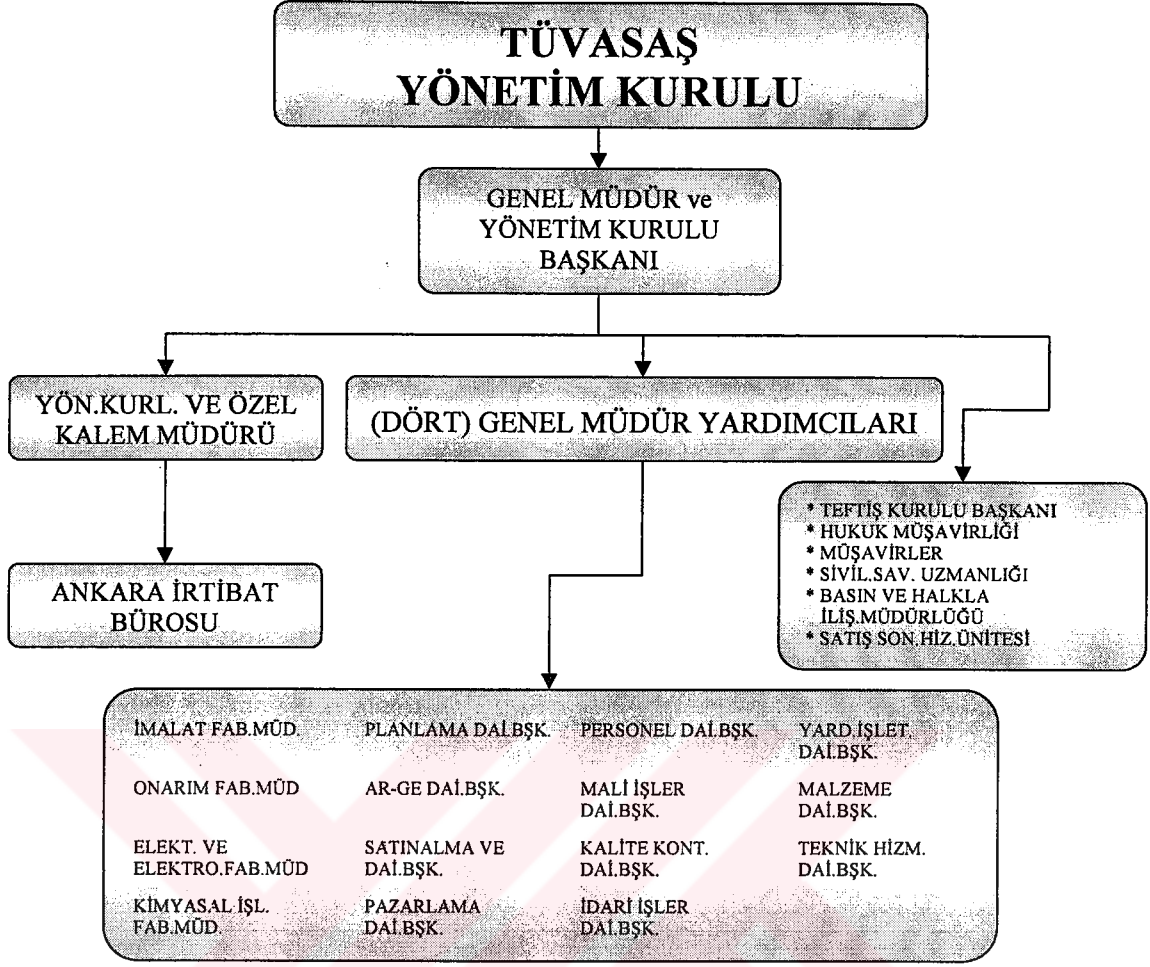 TÜVASAŞ
YÖNETİM KURULU
GENEL MÜDÜR ve
YÖNETİM KURULU
BAŞKANI
YÖN.KURL. VE ÖZEL
KALEM MÜDÜRÜ
(DÖRT) GENEL MÜDÜR YARDIMCILARI
* TEFTİŞ KURULU BAŞKANI
* HUKUK MÜŞAVİRLİĞİ
* MÜŞAVİRLER
* SİVİL.SAV. UZMANLIĞI
* BASIN VE HALKLA
İLİŞ.MÜDÜRLÜĞÜ
* SATIŞ SON.HİZ.ÜNİTESİ
ANKARA İRTİBAT
BÜROSU
İMALAT FAB.MÜD.
PLANLAMA DAİ.BŞK.
PERSONEL DAİ.BŞK.
YARD.İŞLET.
DAİ.BŞK.
ONARIM FAB.MÜD
AR-GE DAİ.BŞK.
MALİ İŞLER
DAİ.BŞK.
MALZEME
DAİ.BŞK.
ELEKT. VE
ELEKTRO.FAB.MÜD
SATINALMA VE
DAİ.BŞK.
KALİTE KONT.
DAİ.BŞK.
TEKNİK HİZM.
DAİ.BŞK.
KİMYASAL İŞL.
FAB.MÜD.
PAZARLAMA
DAİ.BŞK.
İDARİ İŞLER
DAİ.BŞK.